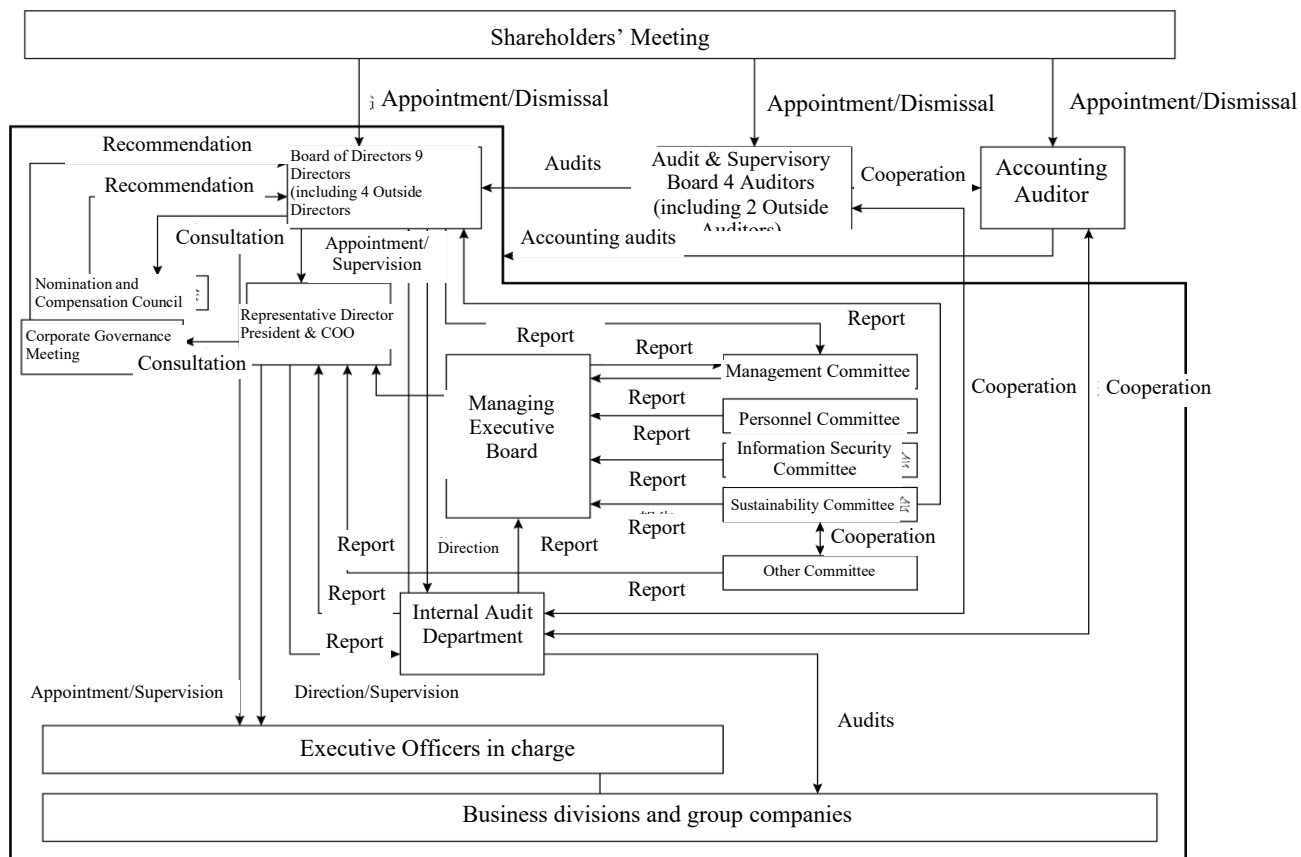 Shareholders’ Meeting
Appointment/Dismissal
Appointment/Dismissal
Appointment/Dismissal
Recommendation
Board of Directors 9
Directors
(including 4 Outside
Directors
Audits
Audit & Supervisory
Board 4 Auditors
(including 2 Outside
Auditors)
Cooperation
Accounting
Auditor
Recommendation
Consultation
Appointment/
Supervision
Accounting audits
Nomination and
Compensation Council
Representative Director
President & COO
Corporate Governance
Meeting
Consultation
Report
Report
Report
Management Committee
Cooperation
Cooperation
Managing
Executive
Board
Report
Personnel Committee
Report
Information Security
Committee
Report
Sustainability Committee
Report
Cooperation
Report
Direction
Report
Other Committee
Report
Report
Internal Audit
Department
Report
Appointment/Supervision
Direction/Supervision
Audits
Executive Officers in charge
Business divisions and group companies